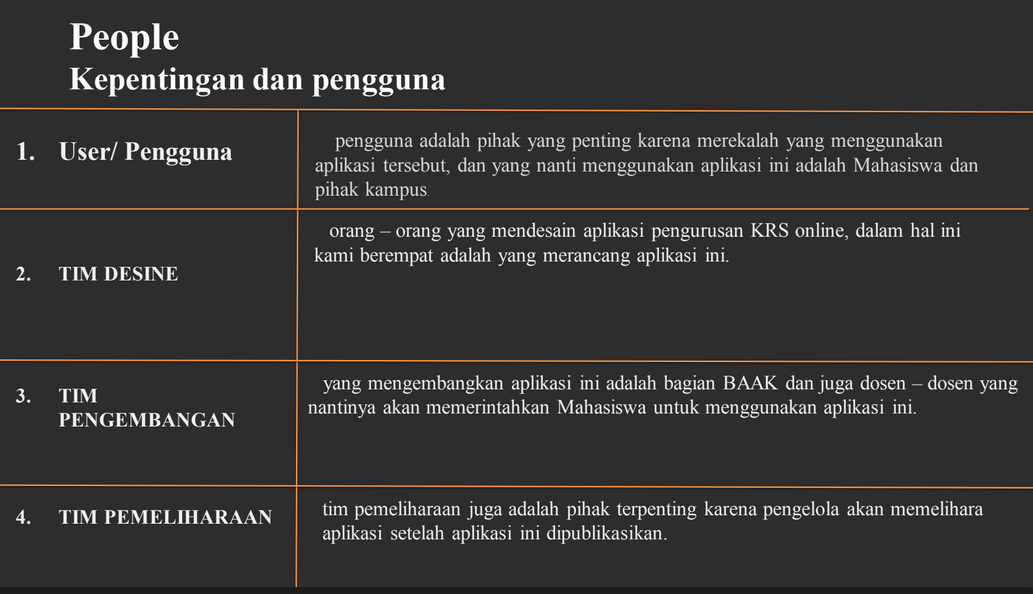 People
Kepentingan dan pengguna
1. User/ Pengguna
pengguna adalah pihak yang penting karena merekalah yang menggunakan
aplikasi tersebut, dan yang nanti menggunakan aplikasi ini adalah Mahasiswa dan
pihak kampus.
2. TIM DESINE
orang – orang yang mendesain aplikasi pengurusan KRS online, dalam hal ini
kami berempat adalah yang merancang aplikasi ini.
3. TIM
PENGEMBANGAN
yang mengembangkan aplikasi ini adalah bagian BAAK dan juga dosen – dosen yang
nantinya akan memerintahkan Mahasiswa untuk menggunakan aplikasi ini.
4. TIM PEMELIHARAAN
tim pemeliharaan juga adalah pihak terpenting karena pengelola akan memelihara
aplikasi setelah aplikasi ini dipublikasikan.